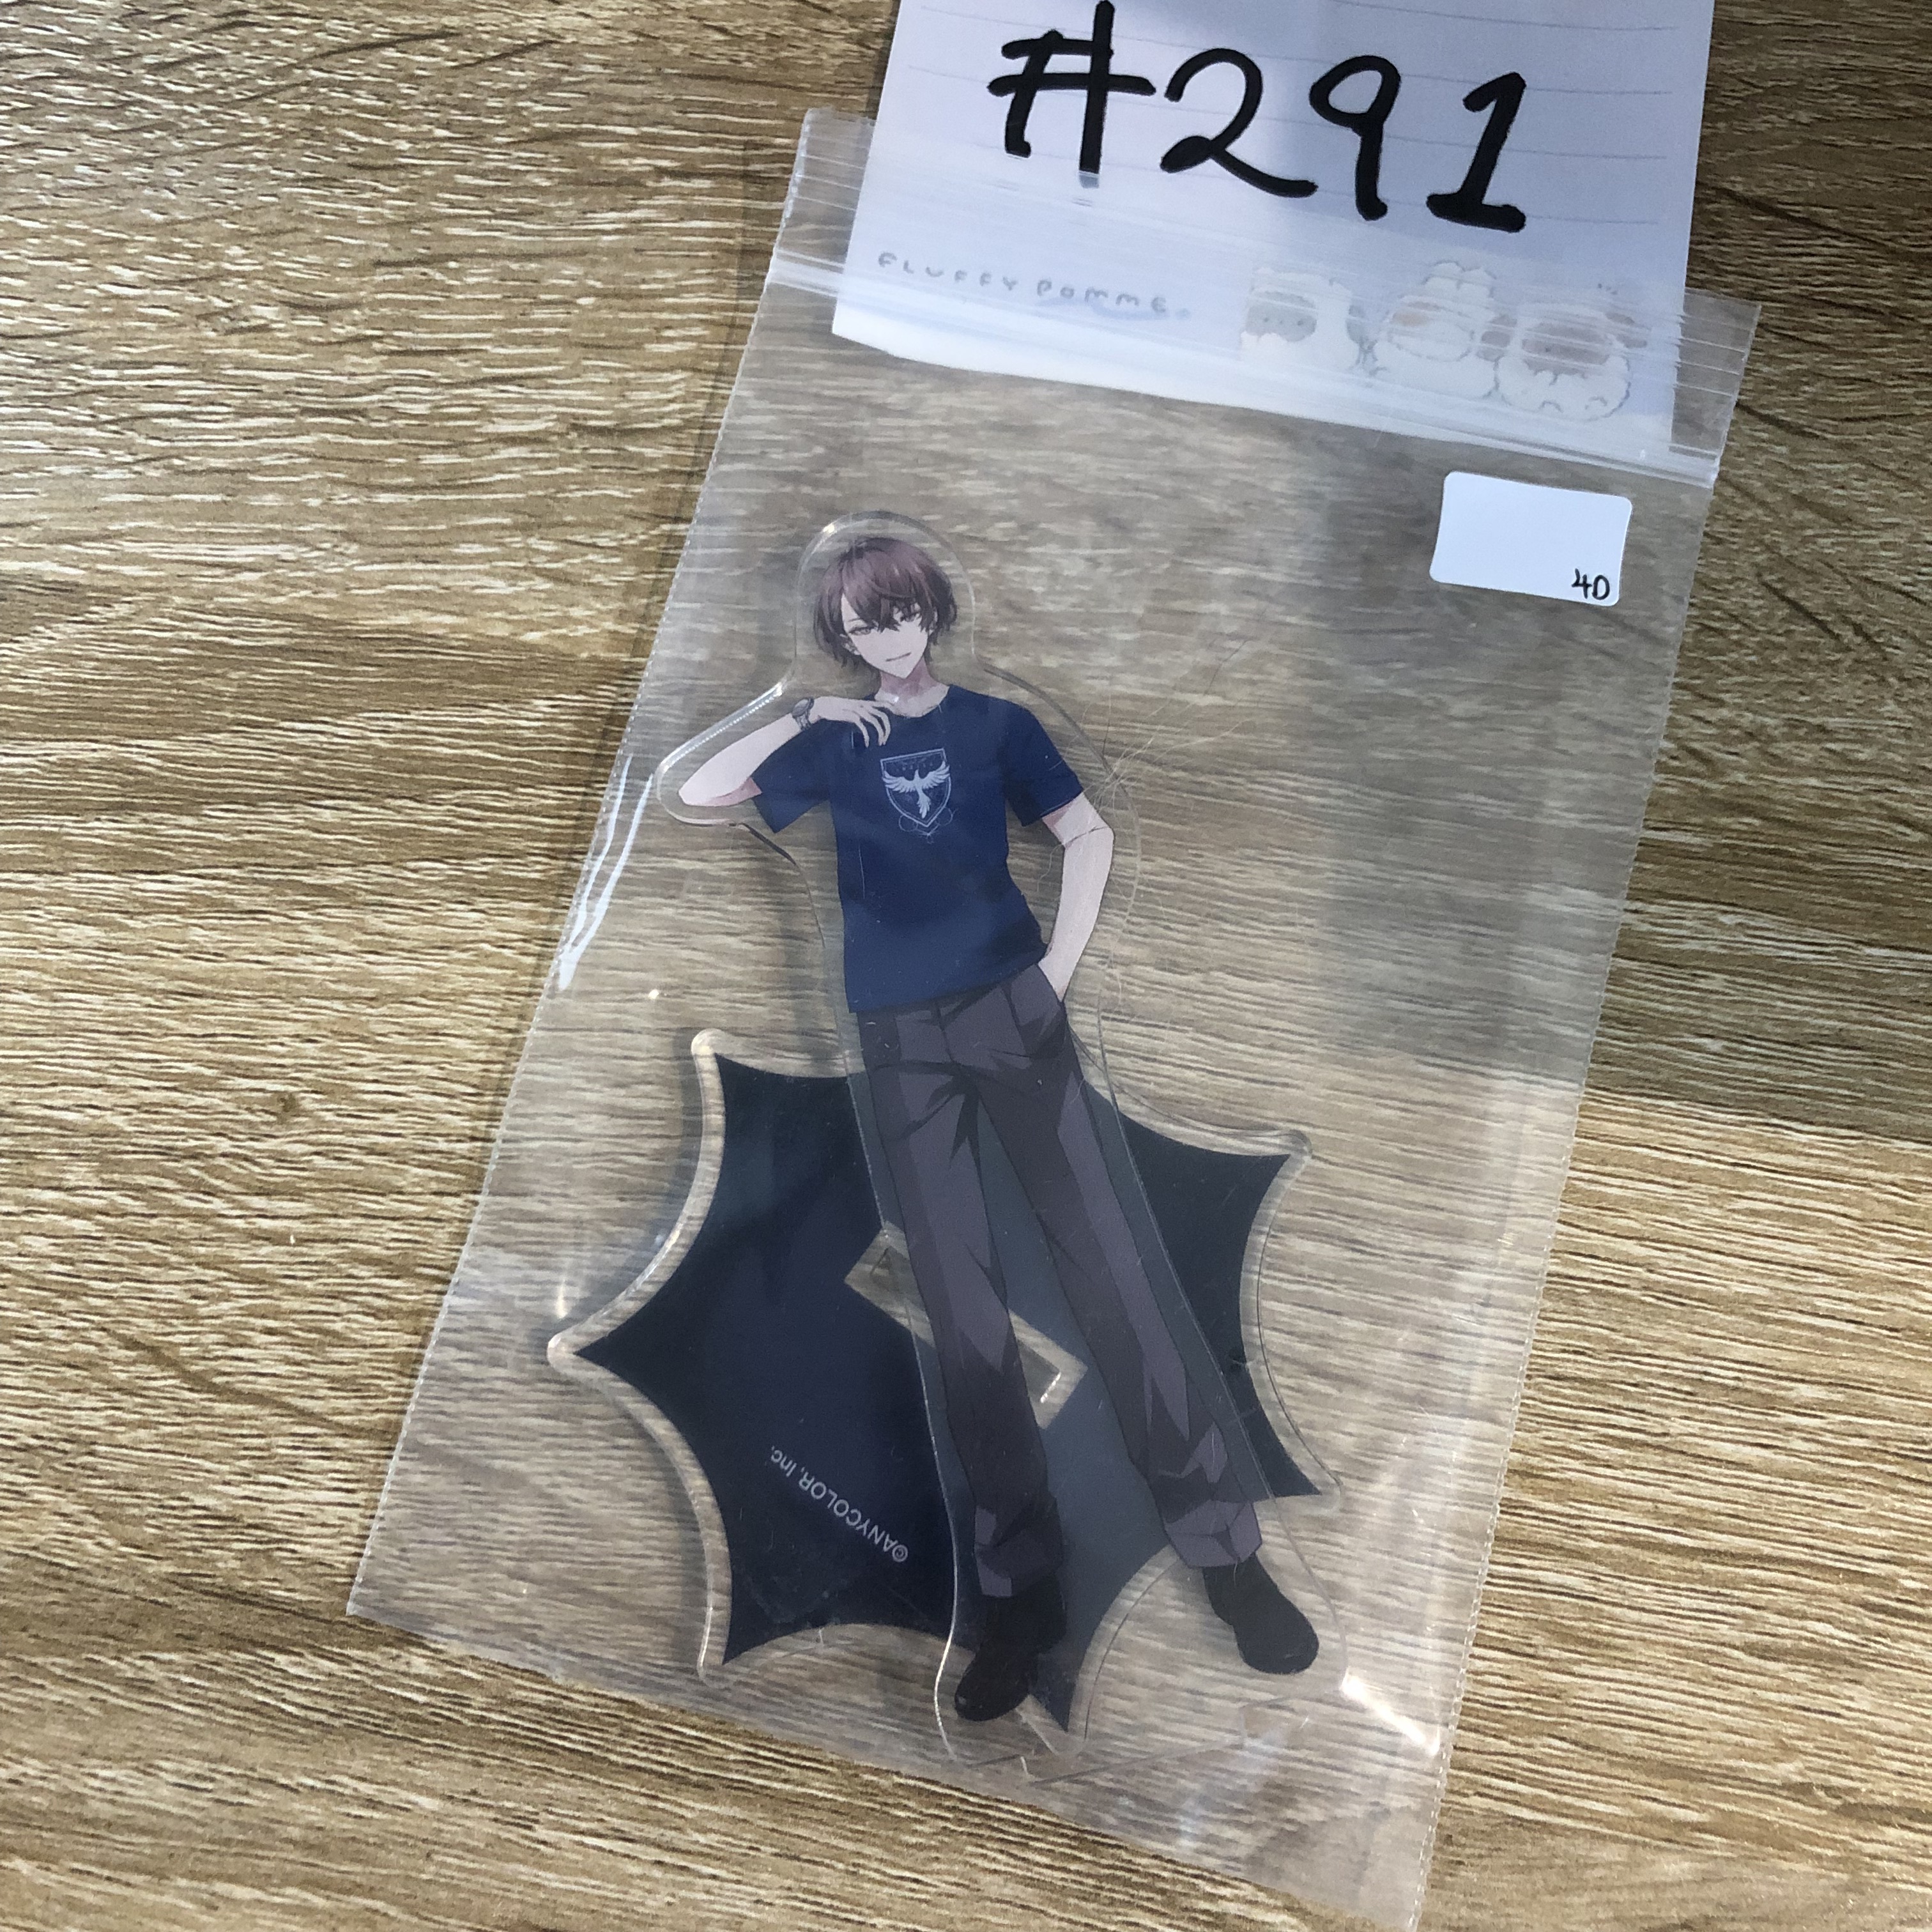 #291
FLUFFY POMME.
40
©ANYCOLOR, Inc.